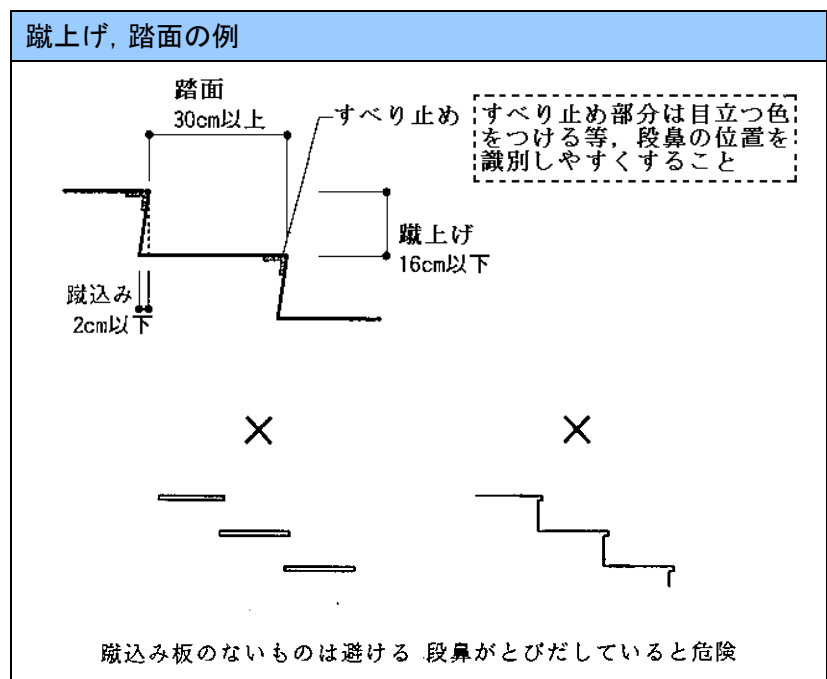 蹴上げ，踏面の例
踏面
30cm以上
すべり止め
すべり止め部分は目立つ色
をつける等，段鼻の位置を
識別しやすくすること
蹴上げ
16cm以下
蹴込み
2cm以下
蹴込み板のないものは避ける
段鼻がとびだしていると危険